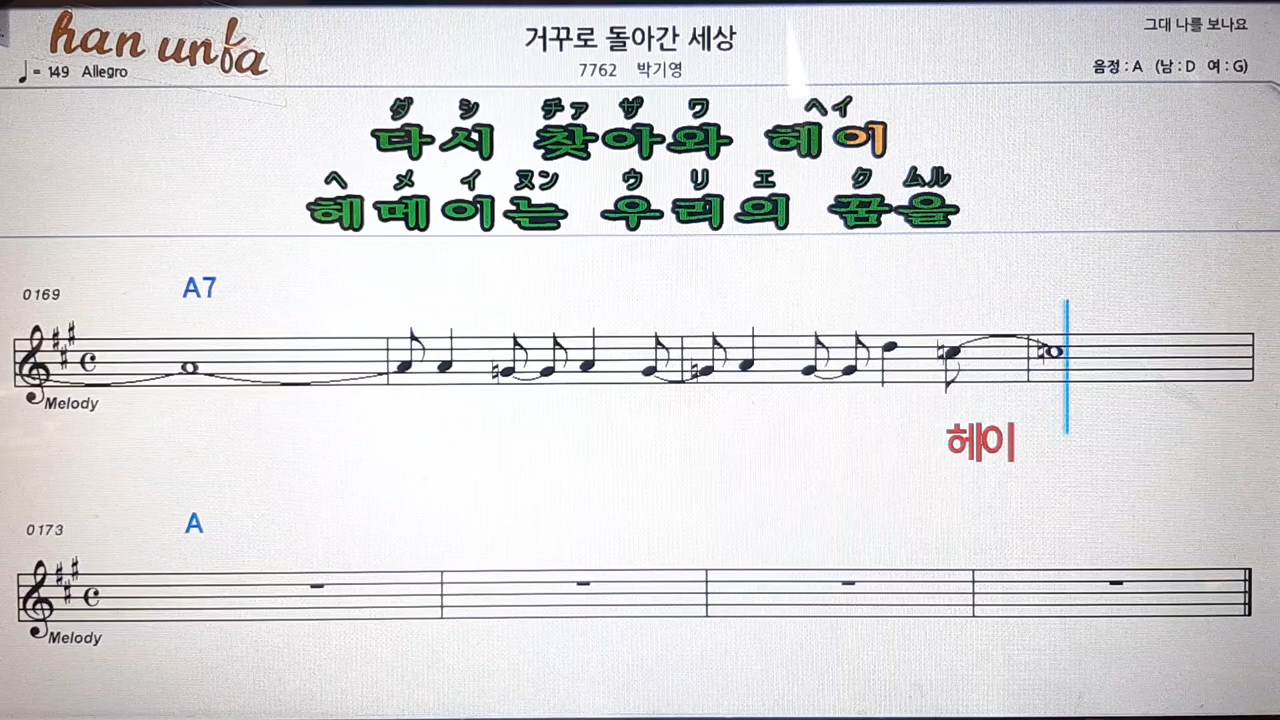 han unfa
거꾸로 돌아간 세상
그대 나를 보나요
♩= 149 Allegro
7762 박기영
음정 : A (남 : D 여 : G)
ダ シ チァ ザ ワ ヘイ
다시 찾아와 헤이
ヘ メ イ ヌン ウ リ エ ク ムル
헤매이는 우리의 꿈을
0169
A7
Melody
헤이
0173
A
Melody